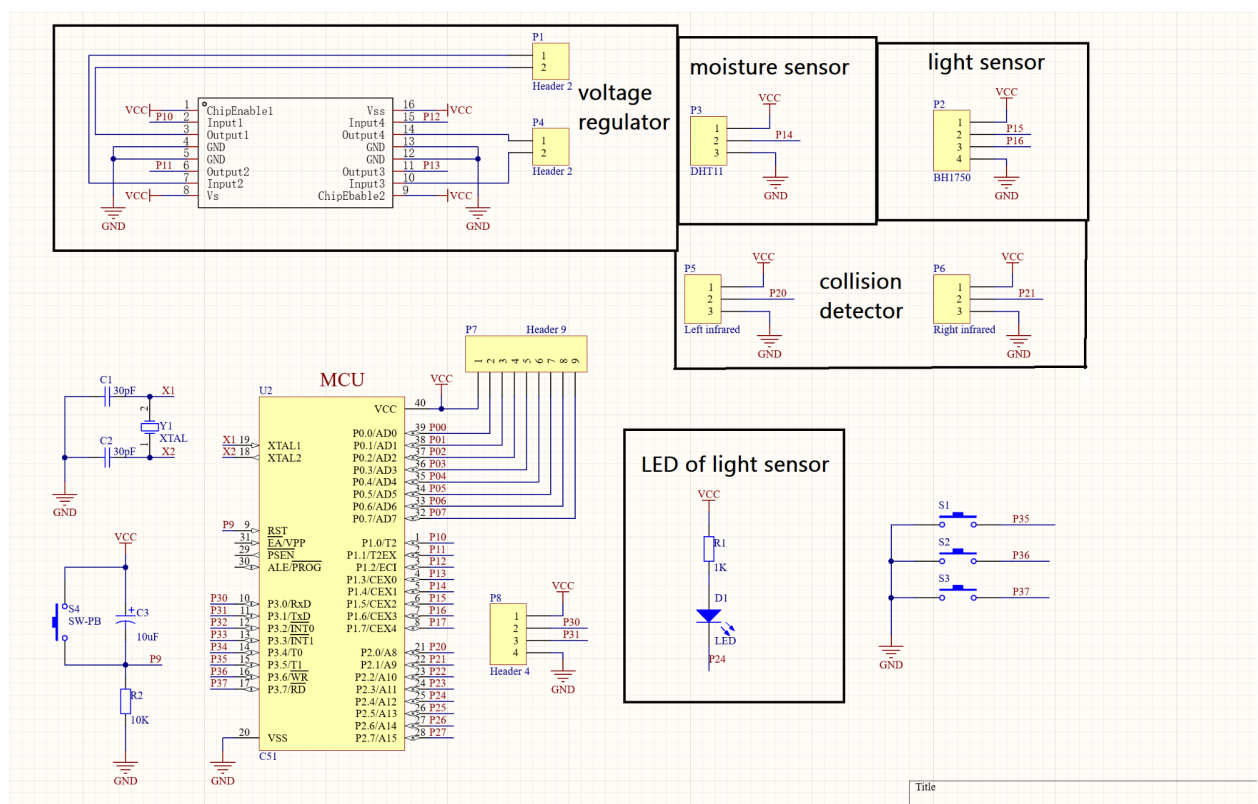 P1
1
2
Header 2
voltage
regulator
VCC 1 ChipEnable1 Vss 16 VCC
P10 2 Input1 Input4 15 P12
3 Output1 Output4 14
4 GND GND 13
5 GND GND 12
P11 6 Output2 Output3 11 P13
7 Input2 Input3 10
VCC 8 Vs ChipEbable2 9 VCC
GND
GND
P4
1
2
Header 2
moisture sensor
P3
VCC
1
2 P14
3
DHT11
GND
light sensor
P2
VCC
1
2 P15
3 P16
4
BH1750
GND
P5
VCC
1
2 P20
3
Left infrared
GND
collision
detector
P6
VCC
1
2 P21
3
Right infrared
GND
P7 Header 9
1 2 3 4 5 6 7 8 9
VCC
C1
30pF X1
2
Y1
XTAL
1
C2
30pF X2
GND
MCU
U2
VCC 40
P0.0/AD0 39 P00
P0.1/AD1 38 P01
P0.2/AD2 37 P02
P0.3/AD3 36 P03
P0.4/AD4 35 P04
P0.5/AD5 34 P05
P0.6/AD6 33 P06
P0.7/AD7 32 P07
X1 19 XTAL1
X2 18 XTAL2
P9 9 RST
31 EA/VPP
29 PSEN
30 ALE/PROG
P1.0/T2 1 P10
P1.1/T2EX 2 P11
P1.2/ECI 3 P12
P1.3/CEX0 4 P13
P1.4/CEX1 5 P14
P1.5/CEX2 6 P15
P1.6/CEX3 7 P16
P1.7/CEX4 8 P17
P30 10 P3.0/RxD
P31 11 P3.1/TxD
P32 12 P3.2/INT0
P33 13 P3.3/INT1
P34 14 P3.4/T0
P35 15 P3.5/T1
P36 16 P3.6/WR
P37 17 P3.7/RD
P2.0/A8 21 P20
P2.1/A9 22 P21
P2.2/A10 23 P22
P2.3/A11 24 P23
P2.4/A12 25 P24
P2.5/A13 26 P25
P2.6/A14 27 P26
P2.7/A15 28 P27
20 VSS
C51
GND
VCC
S4
SW-PB
+
C3
10uF
P9
R2
10K
GND
P8
VCC
1
2 P30
3 P31
4
Header 4
GND
LED of light sensor
VCC
R1
1K
D1
LED
P24
S1
P35
S2
P36
S3
P37
GND
Title